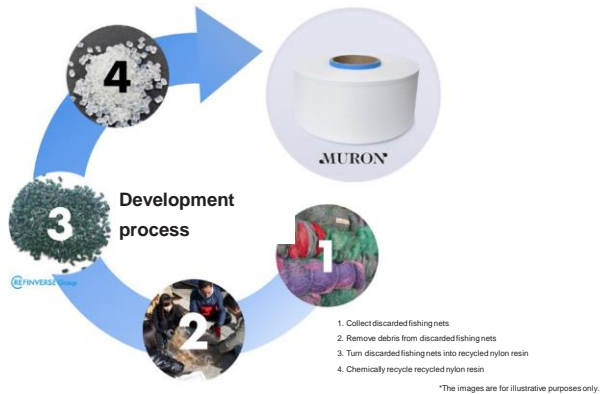 4
MURON
Development
process
3
1
REFINVERSE Group
2
1. Collect discarded fishing nets
2. Remove debris from discarded fishing nets
3. Turn discarded fishing nets into recycled nylon resin
4. Chemically recycle recycled nylon resin
*The images are for illustrative purposes only.